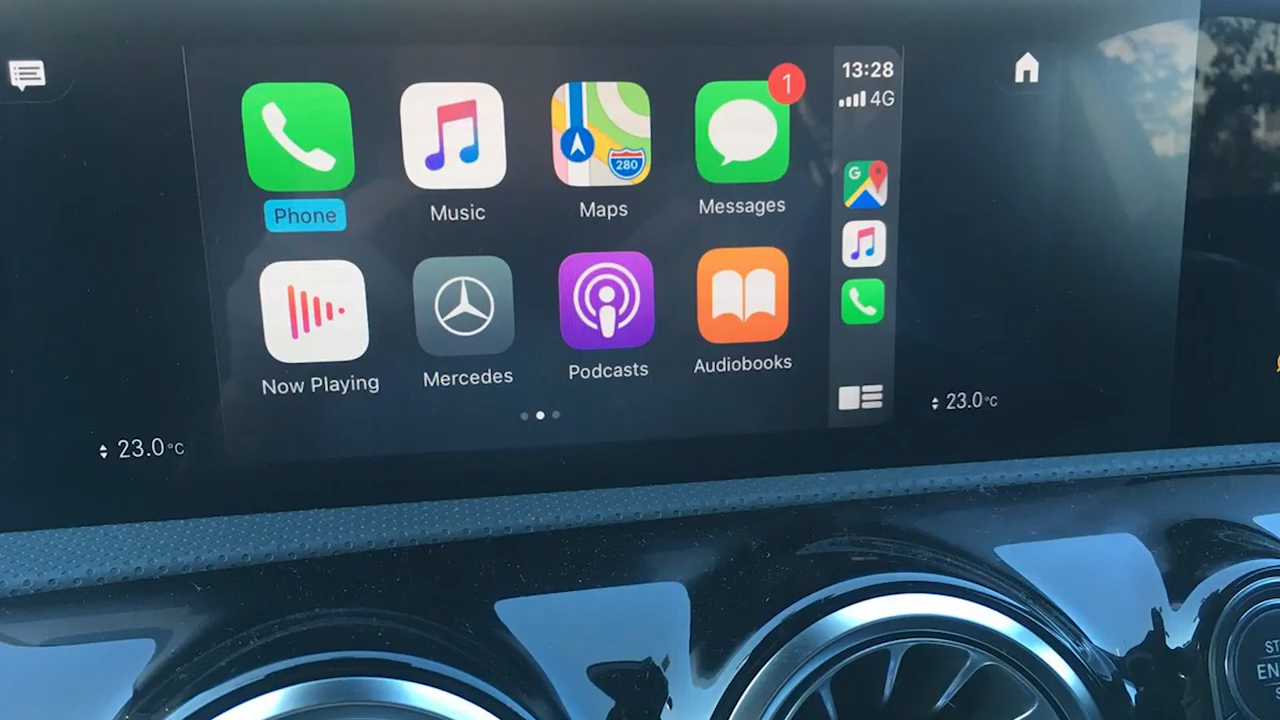 13:28
4G
1
280
G
Phone
Music
Maps
Messages
Now Playing
Mercedes
Podcasts
Audiobooks
23.0°C
23.0°C